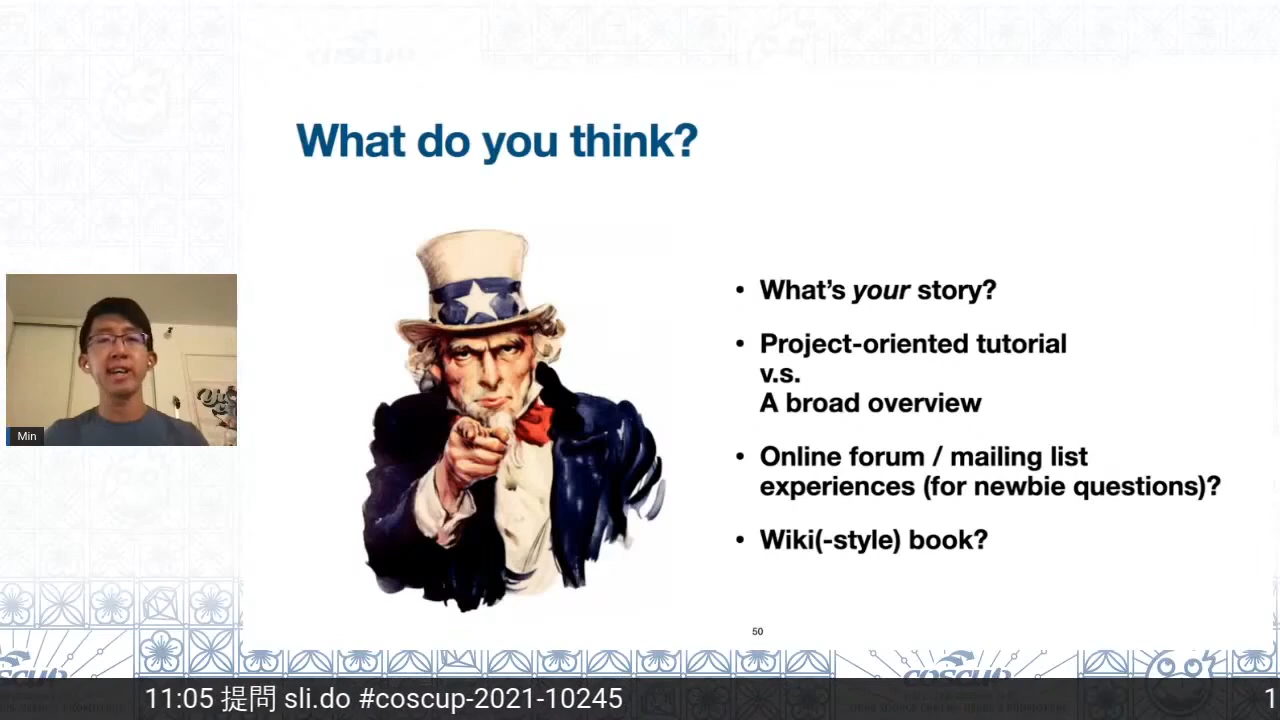 What do you think?
• What's your story?
• Project-oriented tutorial
v.s.
A broad overview
• Online forum / mailing list
experiences (for newbie questions)?
• Wiki(-style) book?
Min
50
coscup
11:05 提問 sli.do #coscup-2021-10245